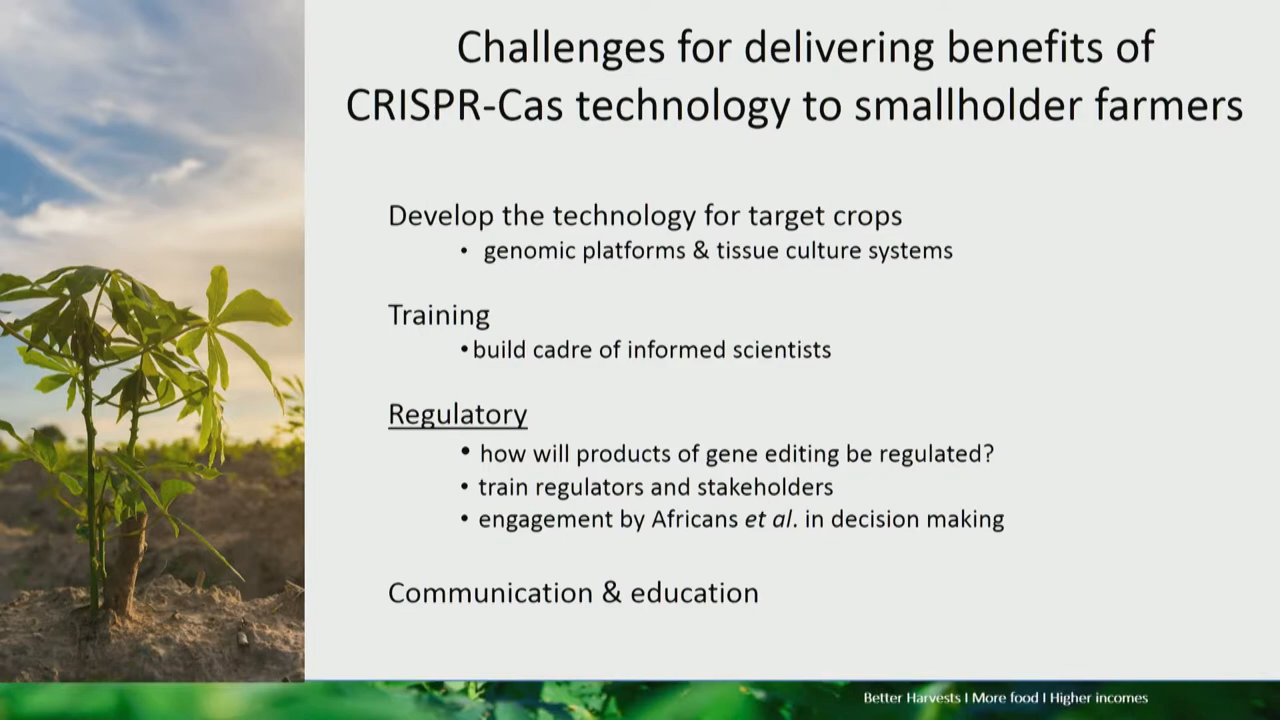 Challenges for delivering benefits of
CRISPR-Cas technology to smallholder farmers
Develop the technology for target crops
• genomic platforms & tissue culture systems
Training
• build cadre of informed scientists
Regulatory
• how will products of gene editing be regulated?
• train regulators and stakeholders
• engagement by Africans et al. in decision making
Communication & education
Better Harvests I More food I Higher incomes